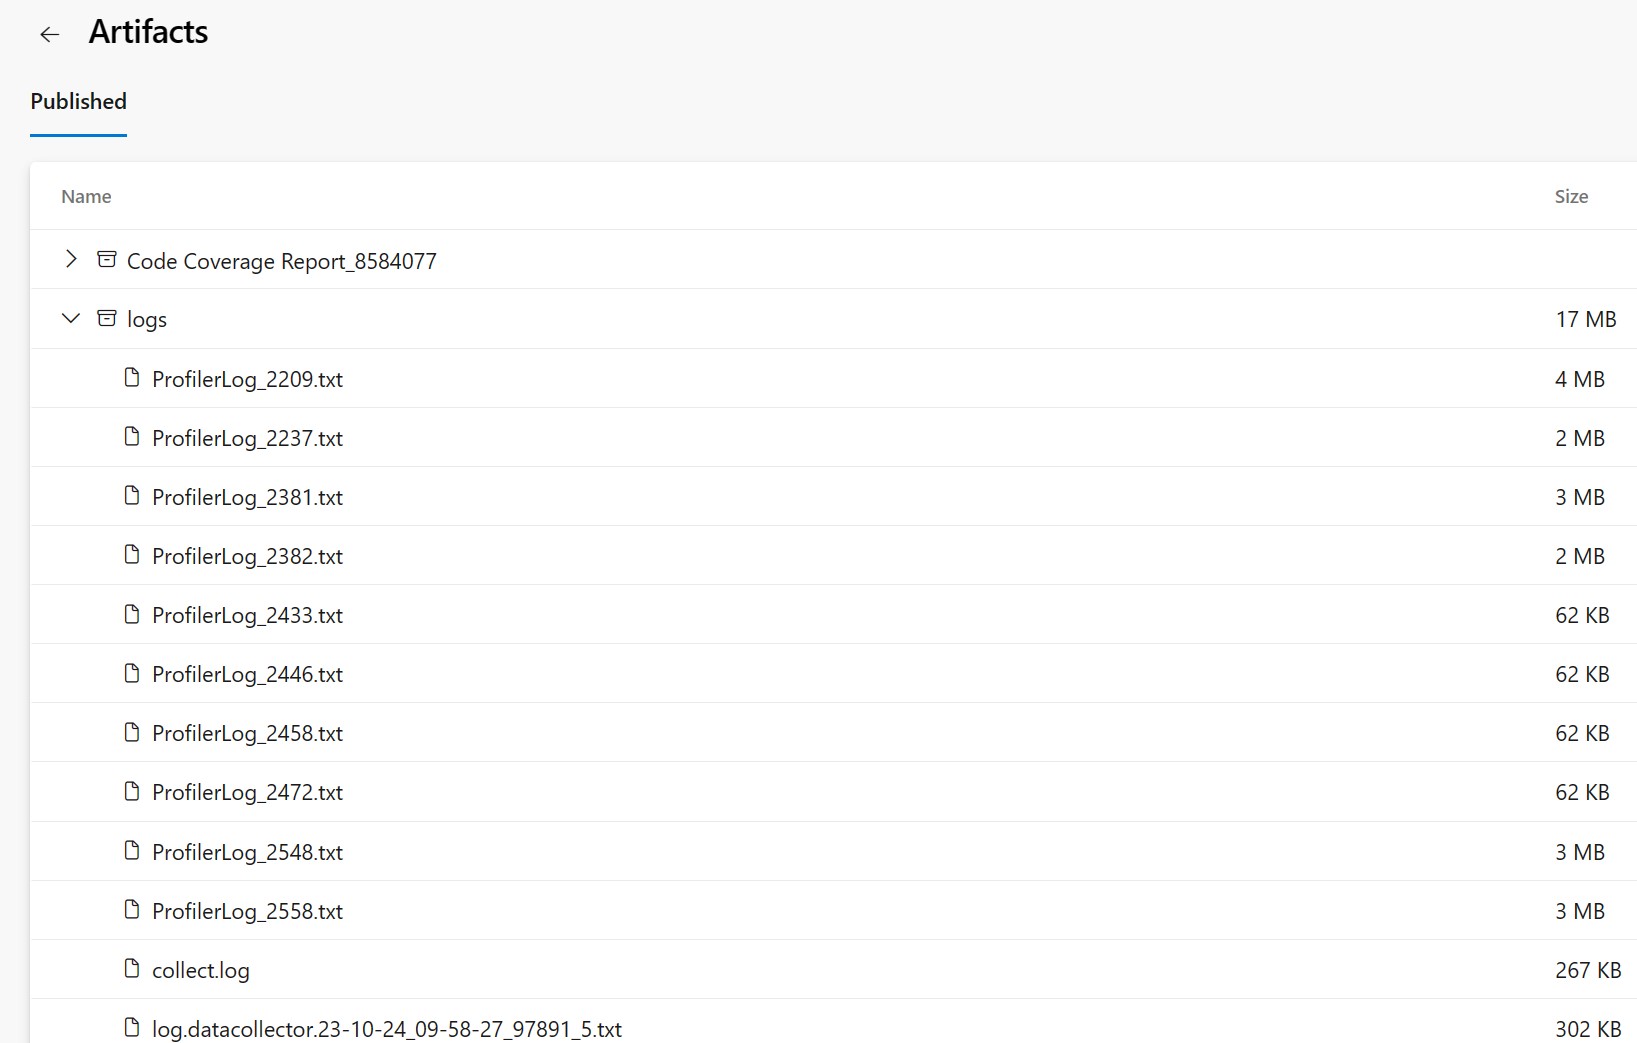 Artifacts
Published
Name Size
Code Coverage Report_8584077
logs 17 MB
ProfilerLog_2209.txt 4 MB
ProfilerLog_2237.txt 2 MB
ProfilerLog_2381.txt 3 MB
ProfilerLog_2382.txt 2 MB
ProfilerLog_2433.txt 62 KB
ProfilerLog_2446.txt 62 KB
ProfilerLog_2458.txt 62 KB
ProfilerLog_2472.txt 62 KB
ProfilerLog_2548.txt 3 MB
ProfilerLog_2558.txt 3 MB
collect.log 267 KB
log.datacollector.23-10-24_09-58-27_97891_5.txt 302 KB